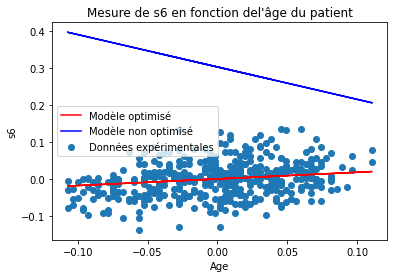 Mesure de s6 en fonction del'âge du patient
0.4
0.3
0.2
0.1
0.0
−0.1
s6
Modèle optimisé
Modèle non optimisé
Données expérimentales
−0.10
−0.05
0.00
0.05
0.10
Age